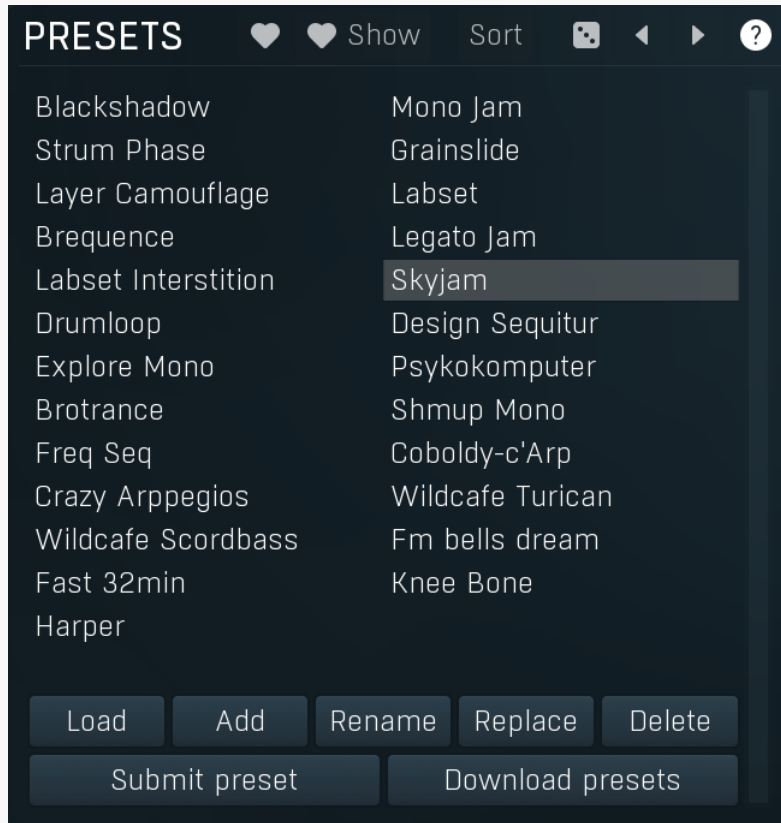 PRESETS Show Sort ?
Blackshadow
Strum Phase
Layer Camouflage
Brequence
Labset Interstition
Drumloop
Explore Mono
Brotrance
Freq Seq
Crazy Arppegios
Wildcafe Scordbass
Fast 32min
Harper
Mono Jam
Grainslide
Labset
Legato Jam
Skyjam
Design Sequitur
Psykokomputer
Shmup Mono
Coboldy-c'Arp
Wildcafe Turican
Fm bells dream
Knee Bone
Load Add Rename Replace Delete
Submit preset Download presets